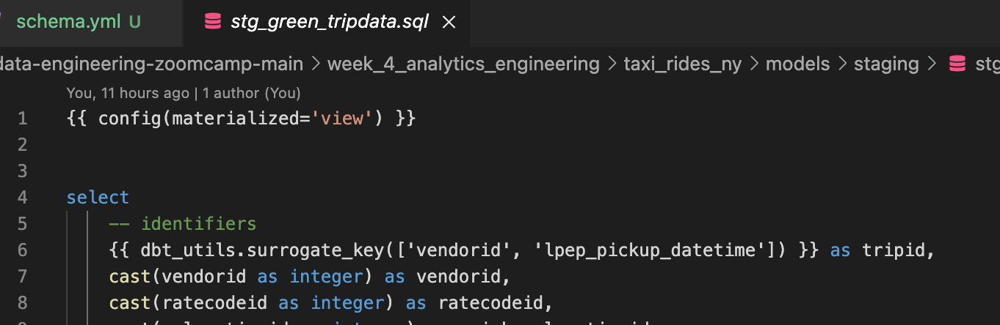 schema.yml U stg_green_tripdata.sql ×
data-engineering-zoomcamp-main > week_4_analytics_engineering > taxi_rides_ny > models > staging > stg
You, 11 hours ago | 1 author (You)
1 {{ config(materialized='view') }}
2
3
4 select
5 -- identifiers
6 {{ dbt_utils.surrogate_key(['vendorid', 'lpep_pickup_datetime']) }} as tripid,
7 cast(vendorid as integer) as vendorid,
8 cast(ratecodeid as integer) as ratecodeid,